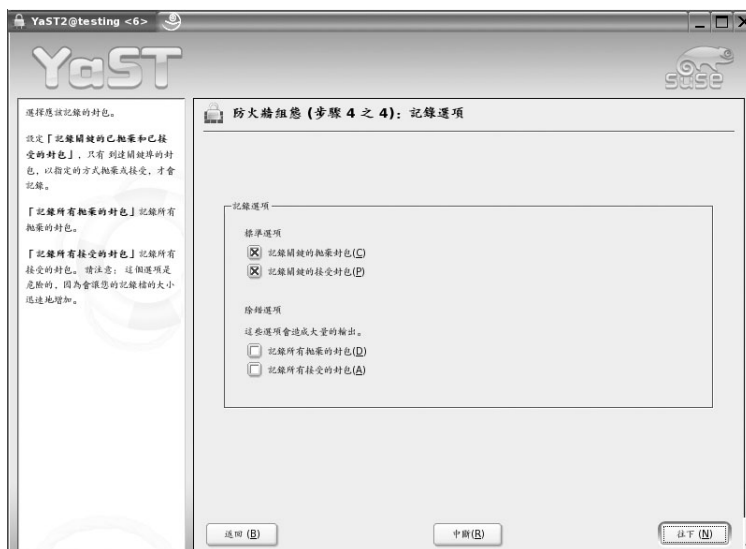 YaST2@testing <6>
YaST
SUSE
選擇應該記錄的封包。
設定「記錄關鍵的已拋棄和已接
受的封包」，只有 到達關鍵埠的封
包，以指定的方式拋棄或接受，才會
記錄。
「記錄所有拋棄的封包」記錄所有
拋棄的封包。
「記錄所有接受的封包」記錄所有
接受的封包。 請注意： 這個選項是
危險的，因為會讓您的記錄檔的大小
迅速地增加。
防火牆組態 (步驟 4 之 4)：記錄選項
記錄選項
標準選項
記錄關鍵的拋棄封包(C)
記錄關鍵的接受封包(P)
除錯選項
這些選項會造成大量的輸出。
記錄所有拋棄的封包(D)
記錄所有接受的封包(A)
返回 (B)
中斷(R)
往下 (N)